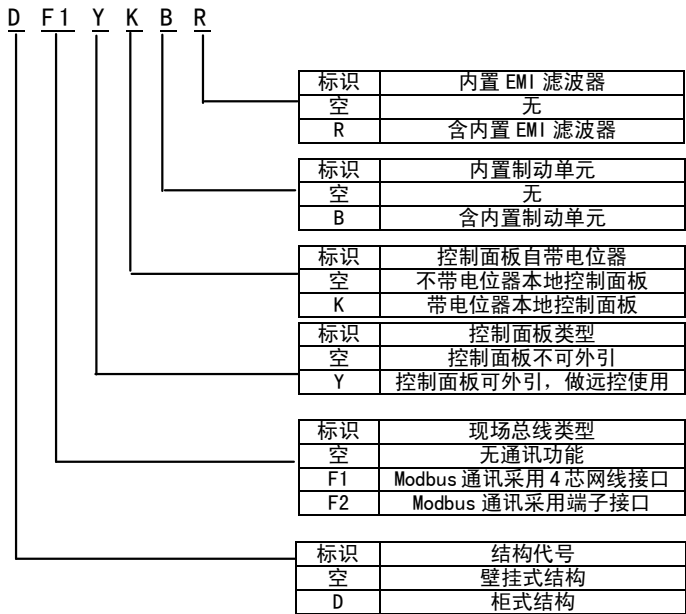 D F1 Y K B R
标识 内置 EMI 滤波器
空 无
R 含内置 EMI 滤波器
标识 内置制动单元
空 无
B 含内置制动单元
标识 控制面板自带电位器
空 不带电位器本地控制面板
K 带电位器本地控制面板
标识 控制面板类型
空 控制面板不可外引
Y 控制面板可外引，做远控使用
标识 现场总线类型
空 无通讯功能
F1 Modbus 通讯采用 4 芯网线接口
F2 Modbus 通讯采用端子接口
标识 结构代号
空 壁挂式结构
D 柜式结构